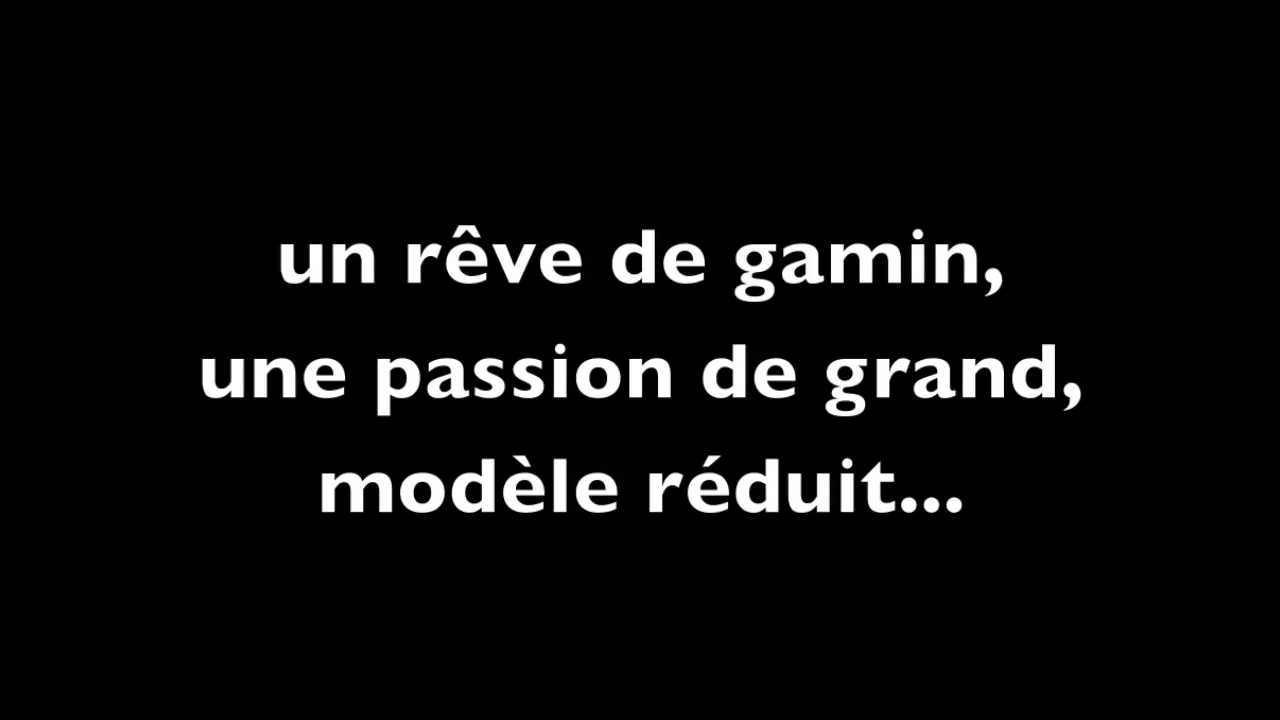 un rêve de gamin,
une passion de grand,
modèle réduit...